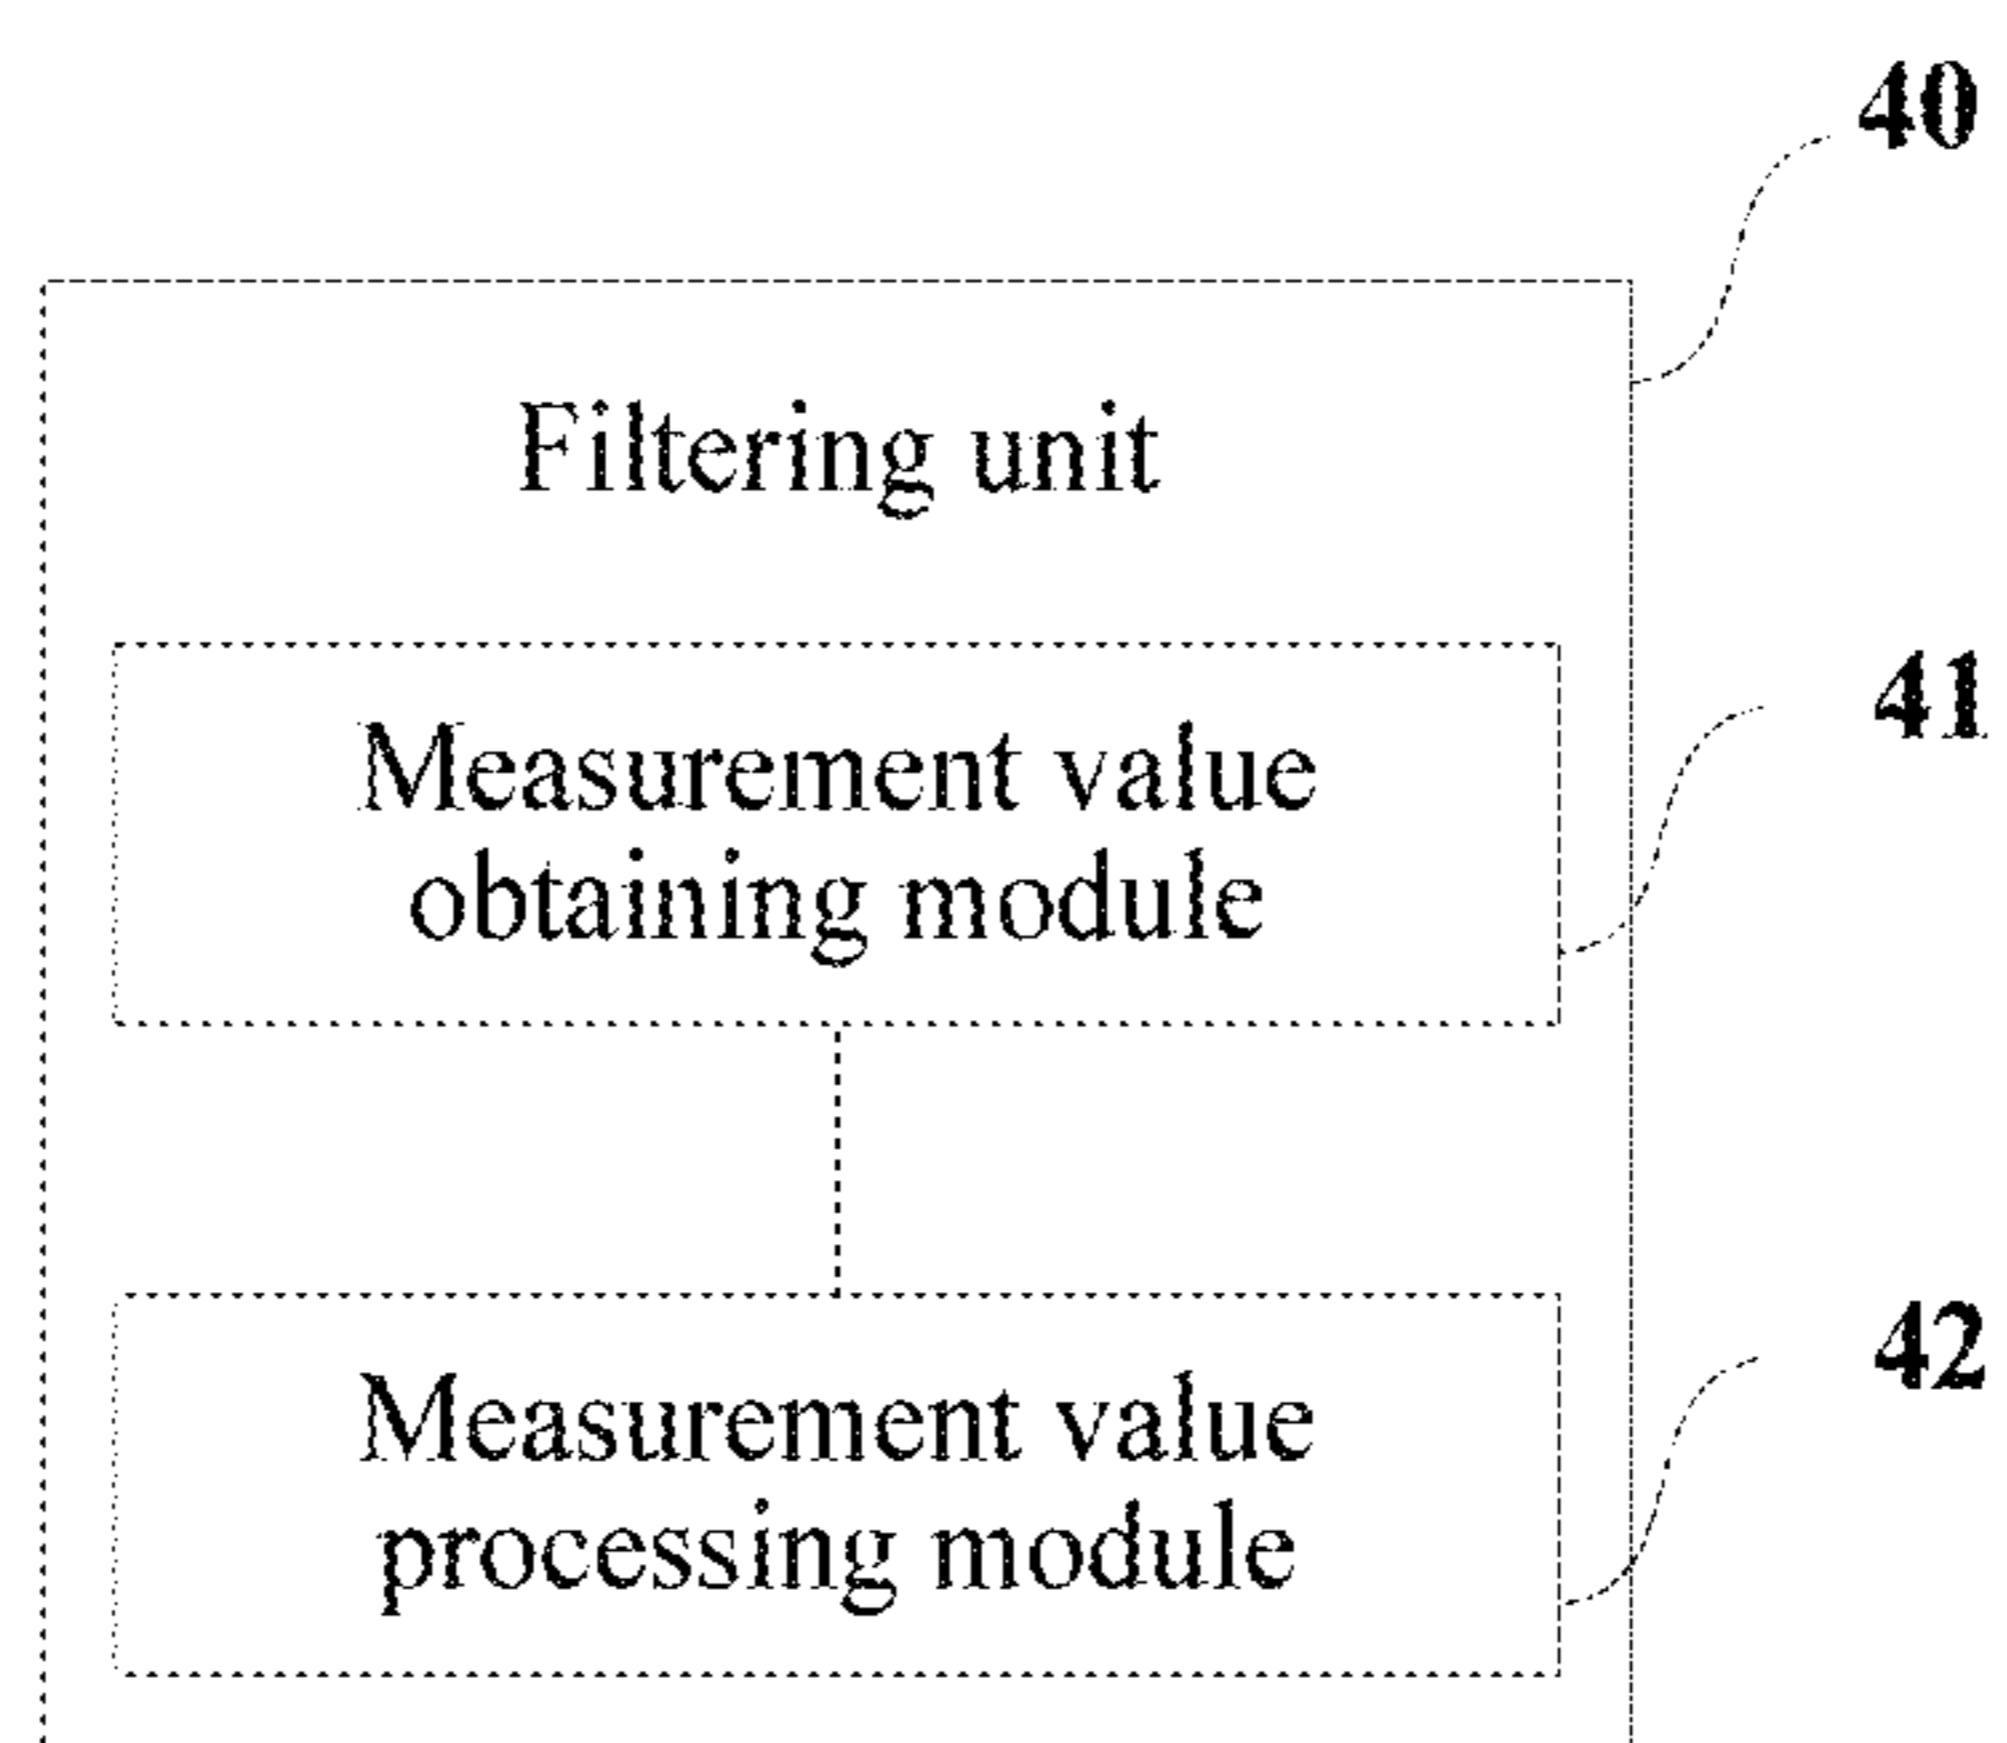 40
Filtering unit
41
Measurement value
obtaining module
42
Measurement value
processing module